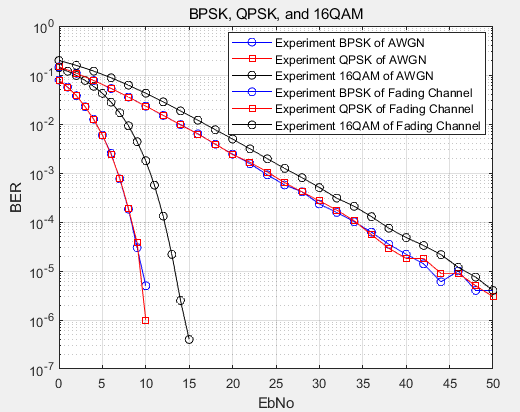 BPSK, QPSK, and 16QAM
10^0
Experiment BPSK of AWGN
Experiment QPSK of AWGN
Experiment 16QAM of AWGN
Experiment BPSK of Fading Channel
Experiment QPSK of Fading Channel
Experiment 16QAM of Fading Channel
10^-1
10^-2
10^-3
10^-4
10^-5
10^-6
10^-7
BER
0 5 10 15 20 25 30 35 40 45 50
EbNo